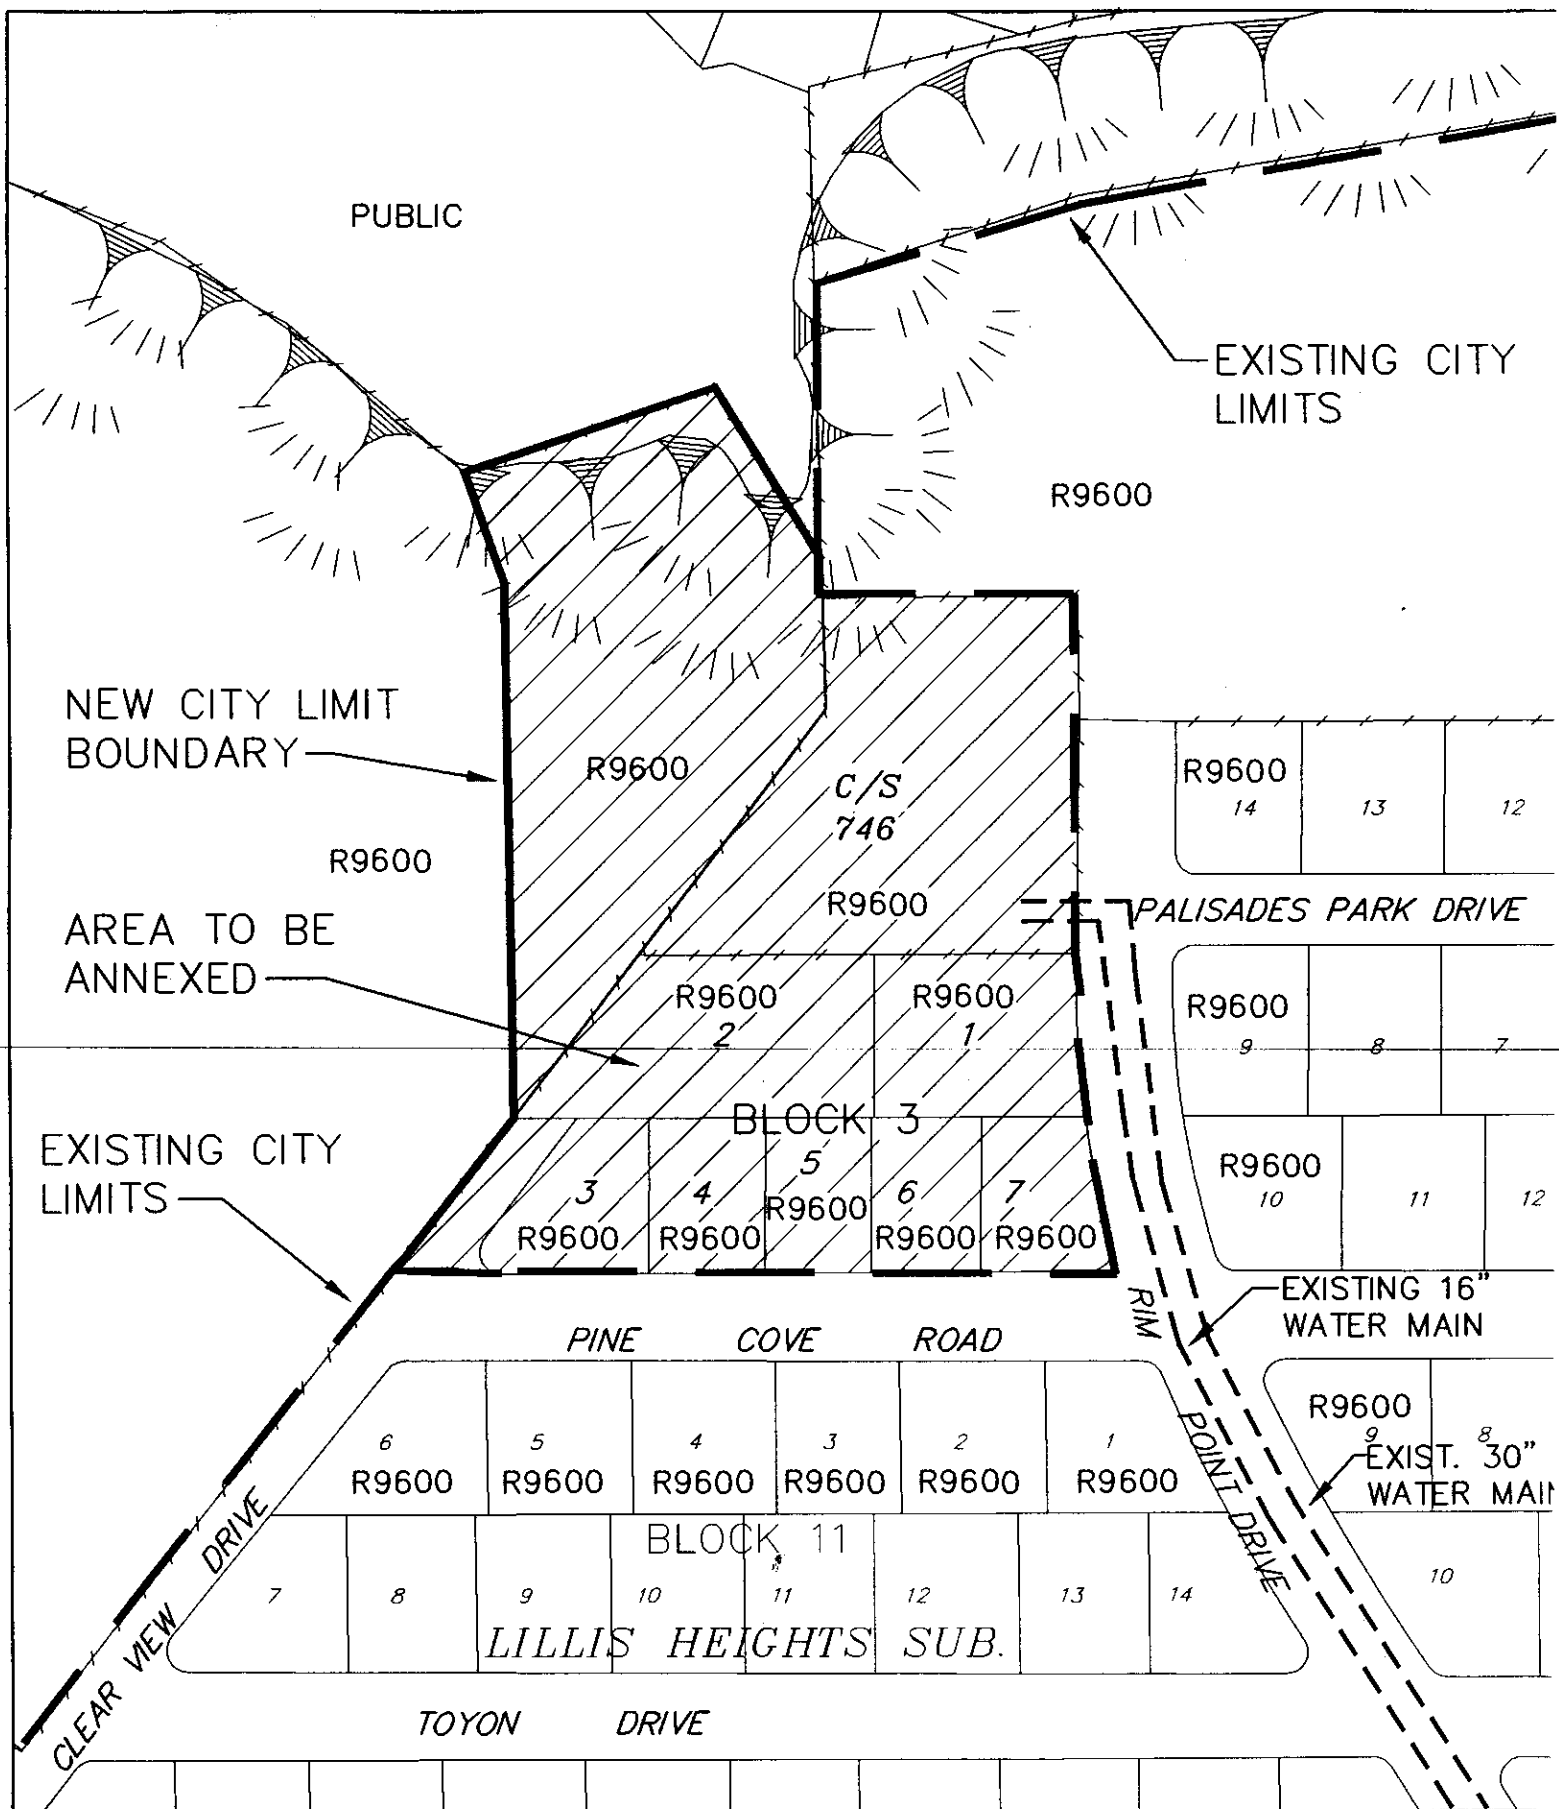 PUBLIC
EXISTING CITY
LIMITS
R9600
NEW CITY LIMIT
BOUNDARY
R9600
C/S
746
R9600
14
13
12
R9600
R9600
PALISADES PARK DRIVE
AREA TO BE
ANNEXED
R9600
2
R9600
1
R9600
9
8
7
BLOCK 3
EXISTING CITY
LIMITS
3
R9600
4
R9600
5
R9600
6
R9600
7
R9600
R9600
10
11
12
EXISTING 16"
WATER MAIN
PINE COVE ROAD
RIM POINT DRIVE
6
R9600
5
R9600
4
R9600
3
R9600
2
R9600
1
R9600
R9600
9
8
EXIST. 30"
WATER MAIN
BLOCK 11
7
8
9
10
11
12
13
14
10
LILLIS HEIGHTS SUB.
CLEAR VIEW DRIVE
TOYON DRIVE